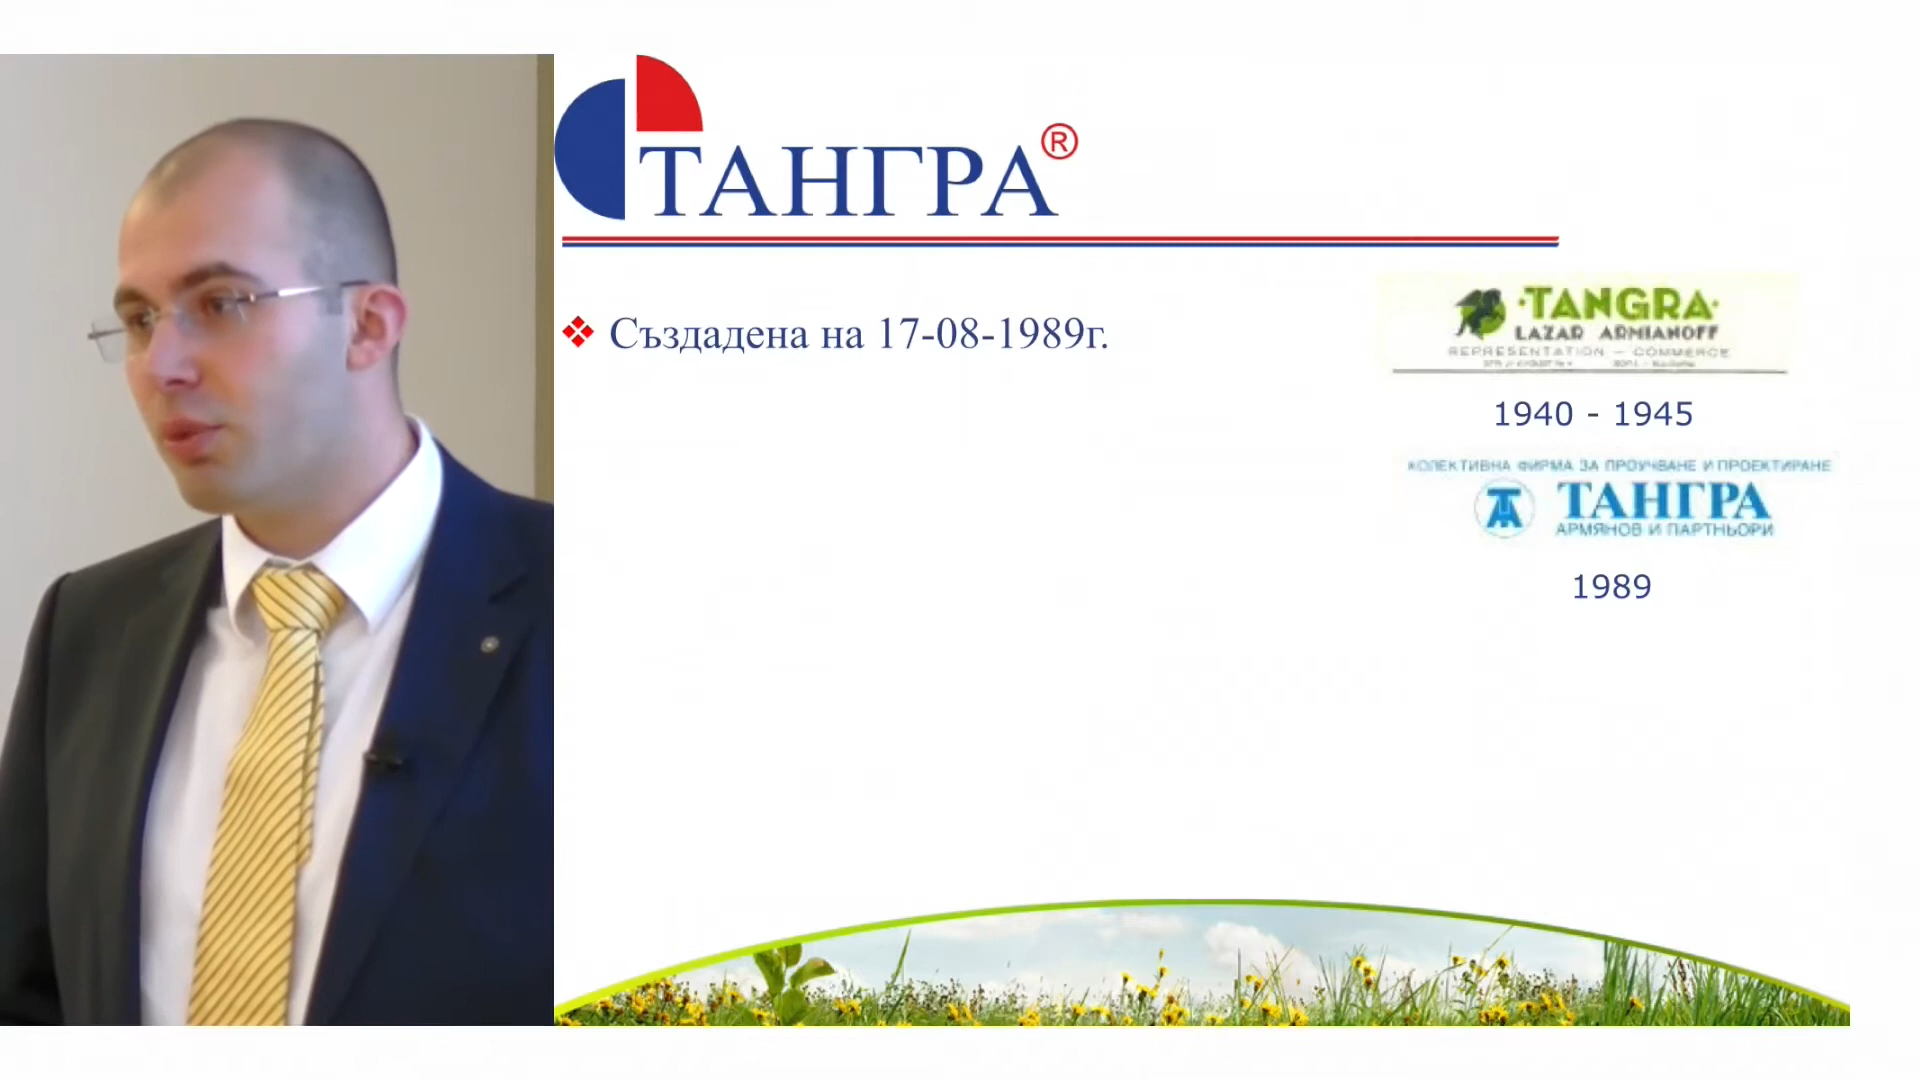 ТАНГРА®
❖ Създадена на 17-08-1989г.
·TANGRA·
LAZAR ARMIANOFF
REPRESENTATION — COMMERCE
1940 - 1945
КОЛЕКТИВНА ФИРМА ЗА ПРОУЧВАНЕ И ПРОЕКТИРАНЕ
ТАНГРА
АРМЯНОВ И ПАРТНЬОРИ
1989